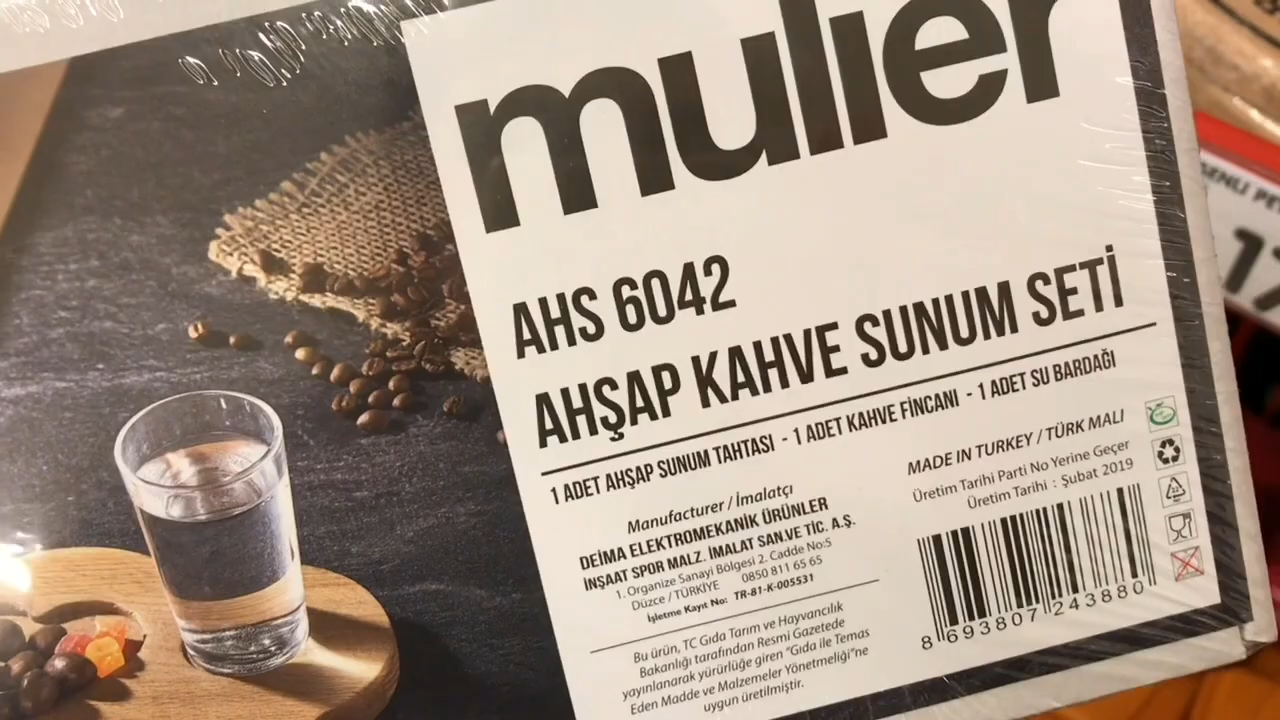 mulier
AHS 6042
AHŞAP KAHVE SUNUM SETİ
1 ADET AHŞAP SUNUM TAHTASI - 1 ADET KAHVE FİNCANI - 1 ADET SU BARDAĞI
Manufacturer / İmalatçı
DEİMA ELEKTROMEKANİK ÜRÜNLER
İNŞAAT SPOR MALZ. İMALAT SAN.VE TİC. A.Ş.
1. Organize Sanayi Bölgesi 2. Cadde No:5
Düzce / TÜRKİYE 0850 811 65 65
İşletme Kayıt No: TR-81-K-005531
Bu ürün, TC Gıda Tarım ve Hayvancılık
Bakanlığı tarafından Resmi Gazetede
yayınlanarak yürürlüğe giren "Gıda ile Temas
Eden Madde ve Malzemeler Yönetmeliği"ne
uygun üretilmiştir.
MADE IN TURKEY / TÜRK MALI
Üretim Tarihi Parti No Yerine Geçer
Üretim Tarihi : Şubat 2019
8 693807 243880
17